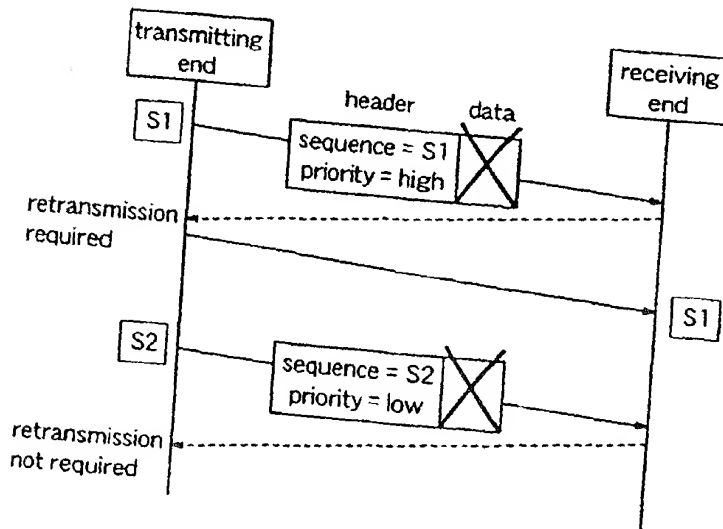 transmitting
end
receiving
end
header
data
S1
sequence = S1
priority = high
retransmission
required
S1
S2
sequence = S2
priority = low
retransmission
not required